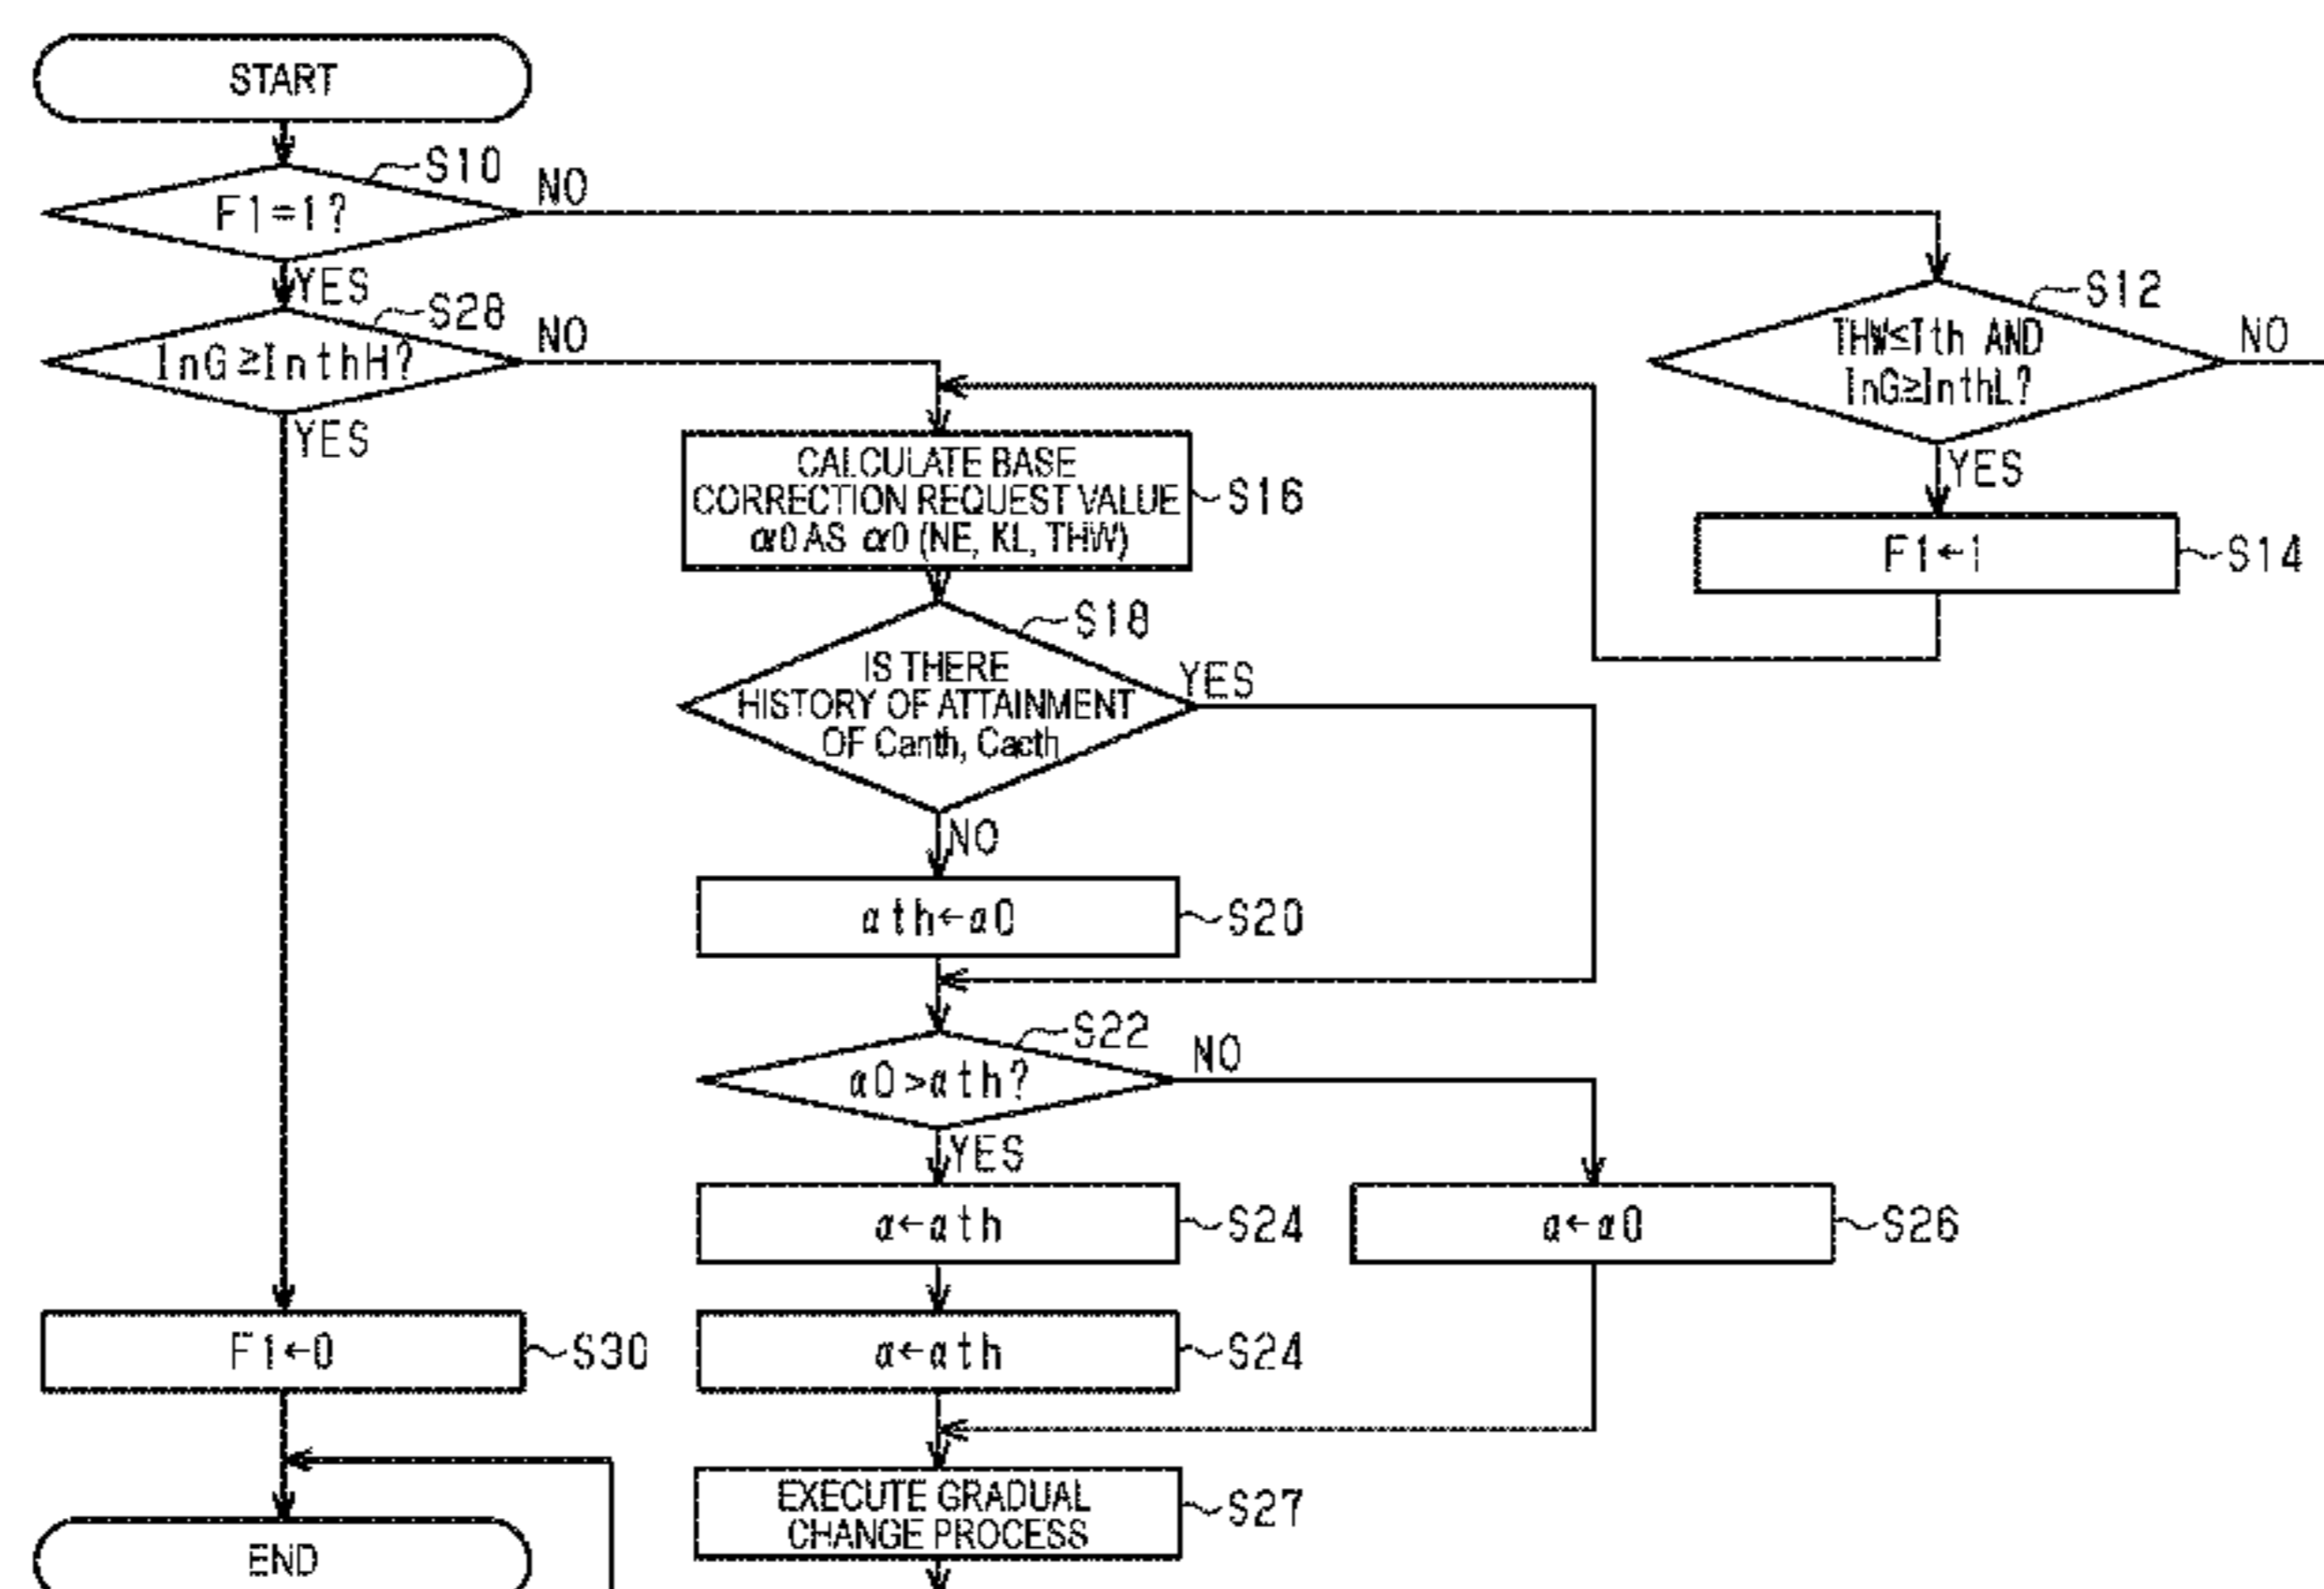 START
S10
F1=1?
NO
YES
S28
InG≥InthH?
NO
YES
S12
THW≤Tth AND
InG≥InthL?
NO
YES
F1←1
S14
CALCULATE BASE
CORRECTION REQUEST VALUE
α0 AS α0 (NE, KL, THW)
S16
S18
IS THERE
HISTORY OF ATTAINMENT
OF Canth, Cacth
YES
NO
αth←α0
S20
S22
α0>αth?
NO
YES
α←αth
S24
α←α0
S26
α←αth
S24
F1←0
S30
EXECUTE GRADUAL
CHANGE PROCESS
S27
END